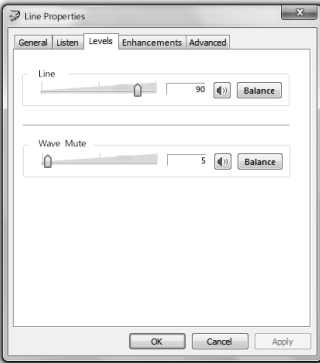 Line Properties
General Listen Levels Enhancements Advanced
Line
90 Balance
Wave Mute
5 Balance
OK Cancel Apply